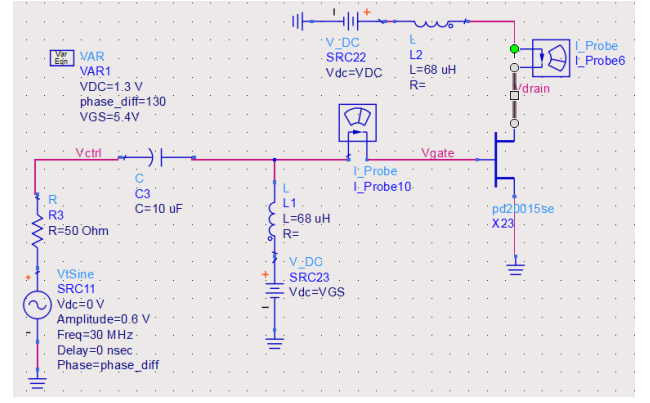 V_DC
SRC22
Vdc=VDC
L
L2
L=68 uH
R=
I_Probe
I_Probe6
Vdrain
Var
Eqn
VAR
VAR1
VDC=1.3 V
phase_diff=130
VGS=5.4V
Vctrl
C
C3
C=10 uF
I_Probe
I_Probe10
Vgate
R
R3
R=50 Ohm
L
L1
L=68 uH
R=
pd20015se
X23
V_DC
SRC23
Vdc=VGS
VtSine
SRC11
Vdc=0 V
Amplitude=0.6 V
Freq=30 MHz
Delay=0 nsec
Phase=phase_diff